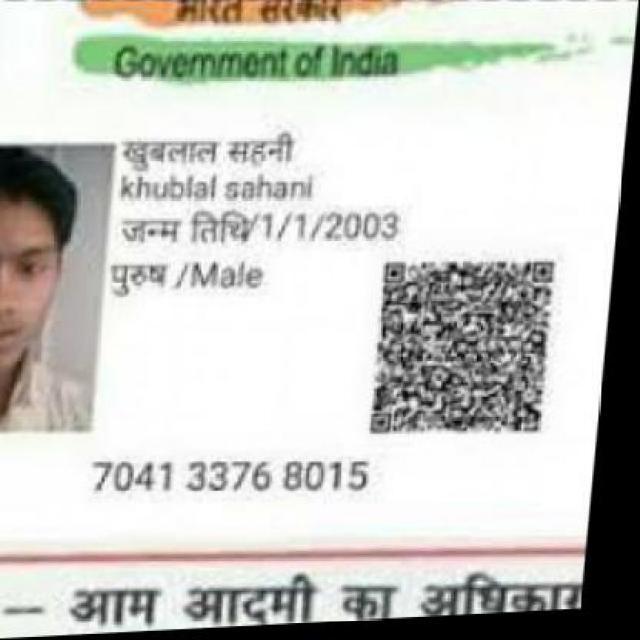 भारत सरकार
Government of India
खुबलाल सहनी
khublal sahani
जन्म तिथि/1/1/2003
पुरुष /Male
7041 3376 8015
– आम आदमी का अधिकार